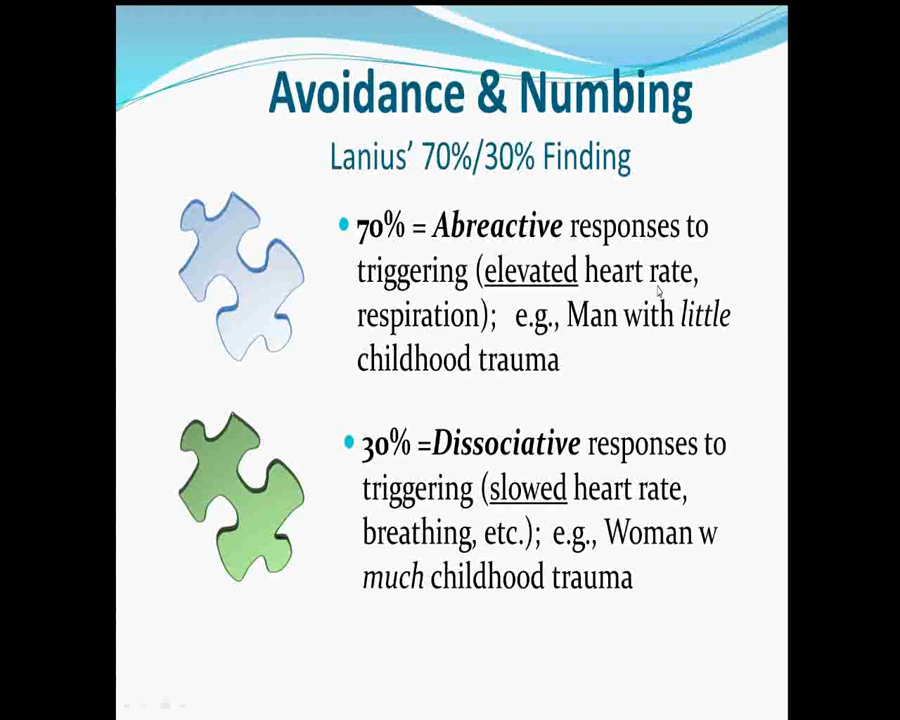 Avoidance & Numbing
Lanius’ 70%/30% Finding
• 70% = Abreactive responses to
triggering (elevated heart rate,
respiration); e.g., Man with little
childhood trauma
• 30% =Dissociative responses to
triggering (slowed heart rate,
breathing, etc.); e.g., Woman w
much childhood trauma